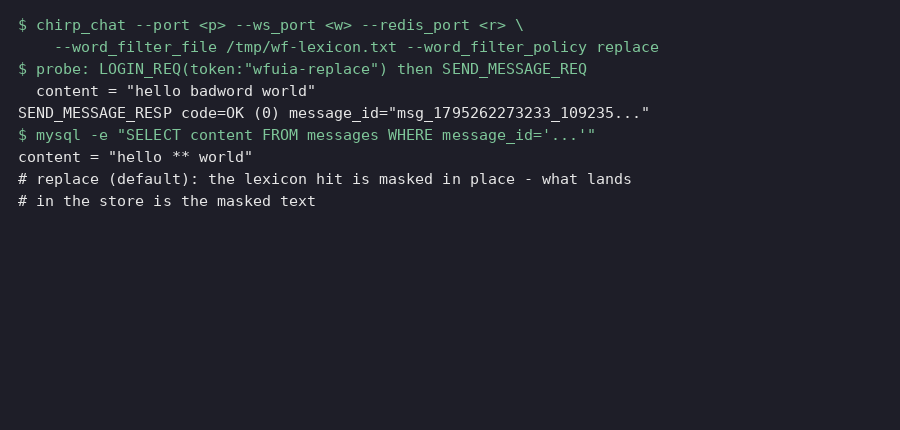 $ chirp_chat --port <p> --ws_port <w> --redis_port <r> \
    --word_filter_file /tmp/wf-lexicon.txt --word_filter_policy replace
$ probe: LOGIN_REQ(token:"wfuia-replace") then SEND_MESSAGE_REQ
  content = "hello badword world"
SEND_MESSAGE_RESP code=OK (0) message_id="msg_1795262273233_109235..."
$ mysql -e "SELECT content FROM messages WHERE message_id='...'"
content = "hello ** world"
# replace (default): the lexicon hit is masked in place - what lands
# in the store is the masked text